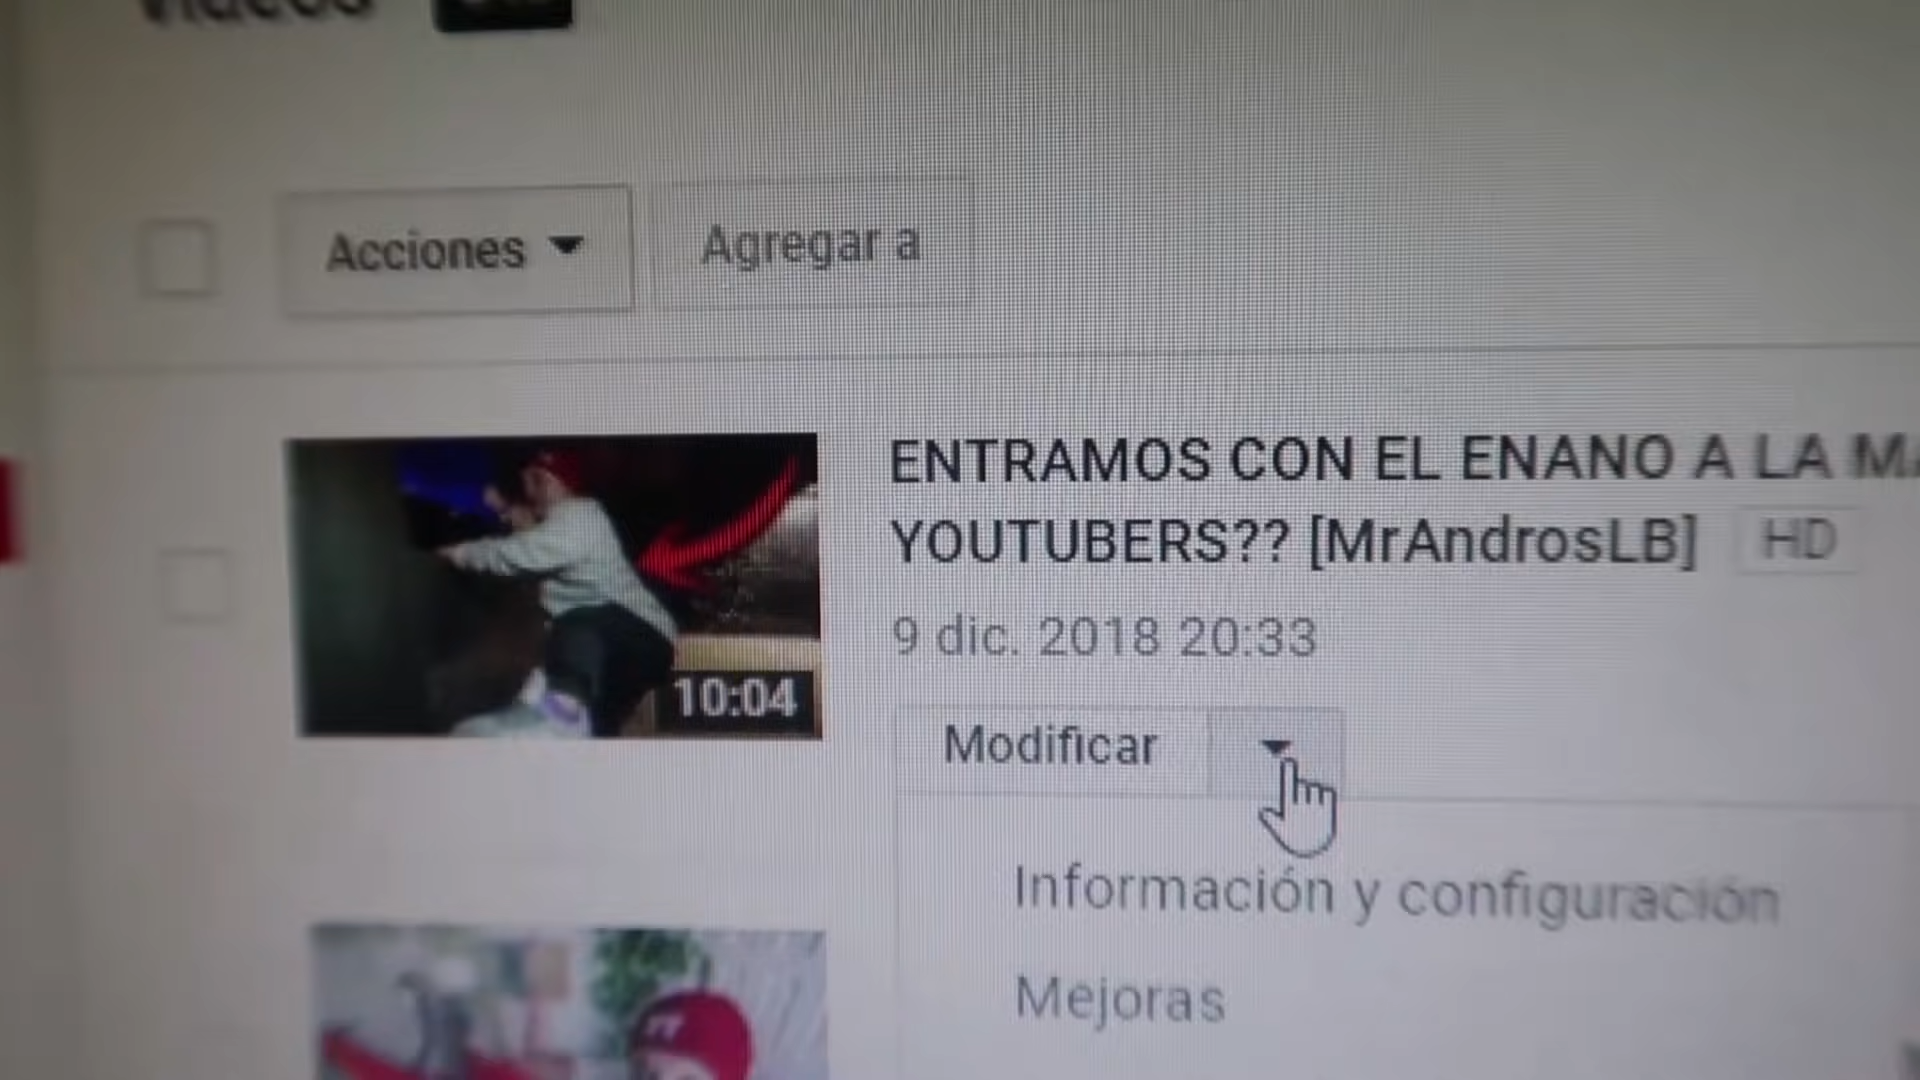 Videos
Acciones
Agregar a
ENTRAMOS CON EL ENANO A LA
YOUTUBERS?? [MrAndrosLB] HD
9 dic. 2018 20:33
10:04
Modificar
Información y configuración
Mejoras